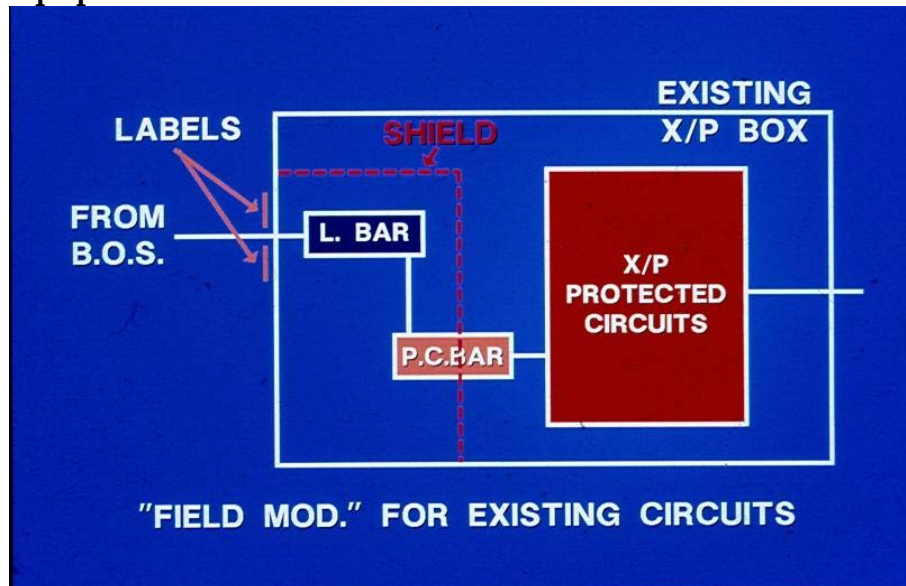 EXISTING
X/P BOX
LABELS
SHIELD
FROM
B.O.S.
L. BAR
X/P
PROTECTED
CIRCUITS
P.C.BAR
"FIELD MOD." FOR EXISTING CIRCUITS